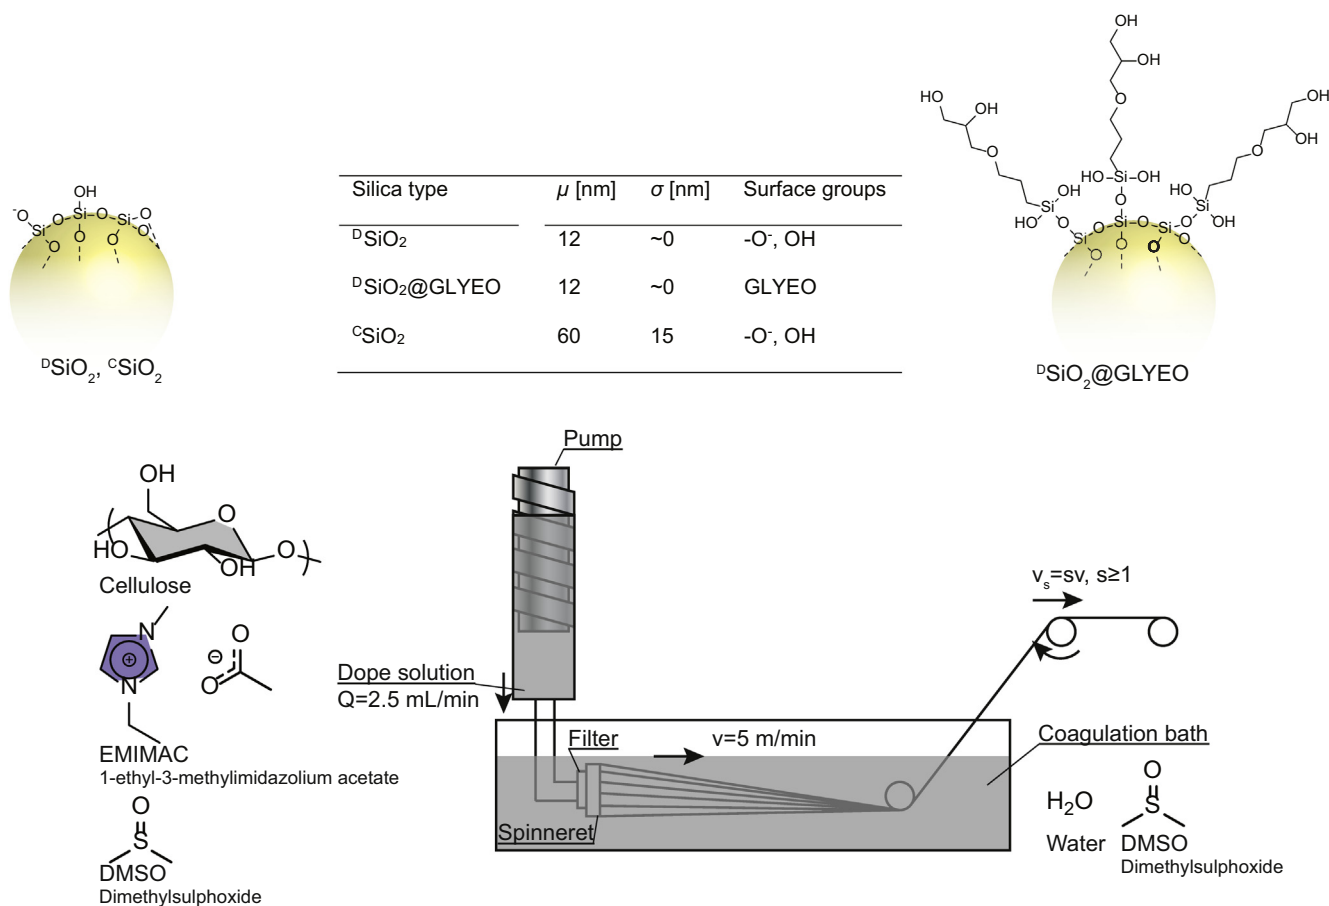 OH
-O
Si
O
Si
O
Si
O
O
O
O
DSiO2, CSiO2
Silica type μ [nm] σ [nm] Surface groups
DSiO2 12 ~0 -O-, OH
DSiO2@GLYEO 12 ~0 GLYEO
CSiO2 60 15 -O-, OH
OH
OH
O
HO
OH
O
HO
OH
O
HO Si OH
OH
HO Si
O
HO
Si
OH
O
O
Si O Si O Si O
O
O
O
DSiO2@GLYEO
OH
O
HO
OH
O
Cellulose
N
⊕
N
⊖
O
O
EMIMAC
1-ethyl-3-methylimidazolium acetate
O
S
DMSO
Dimethylsulphoxide
Pump
Dope solution
Q=2.5 mL/min
Filter
v=5 m/min
Spinneret
vs=sv, s≥1
Coagulation bath
H2O
Water
O
S
DMSO
Dimethylsulphoxide